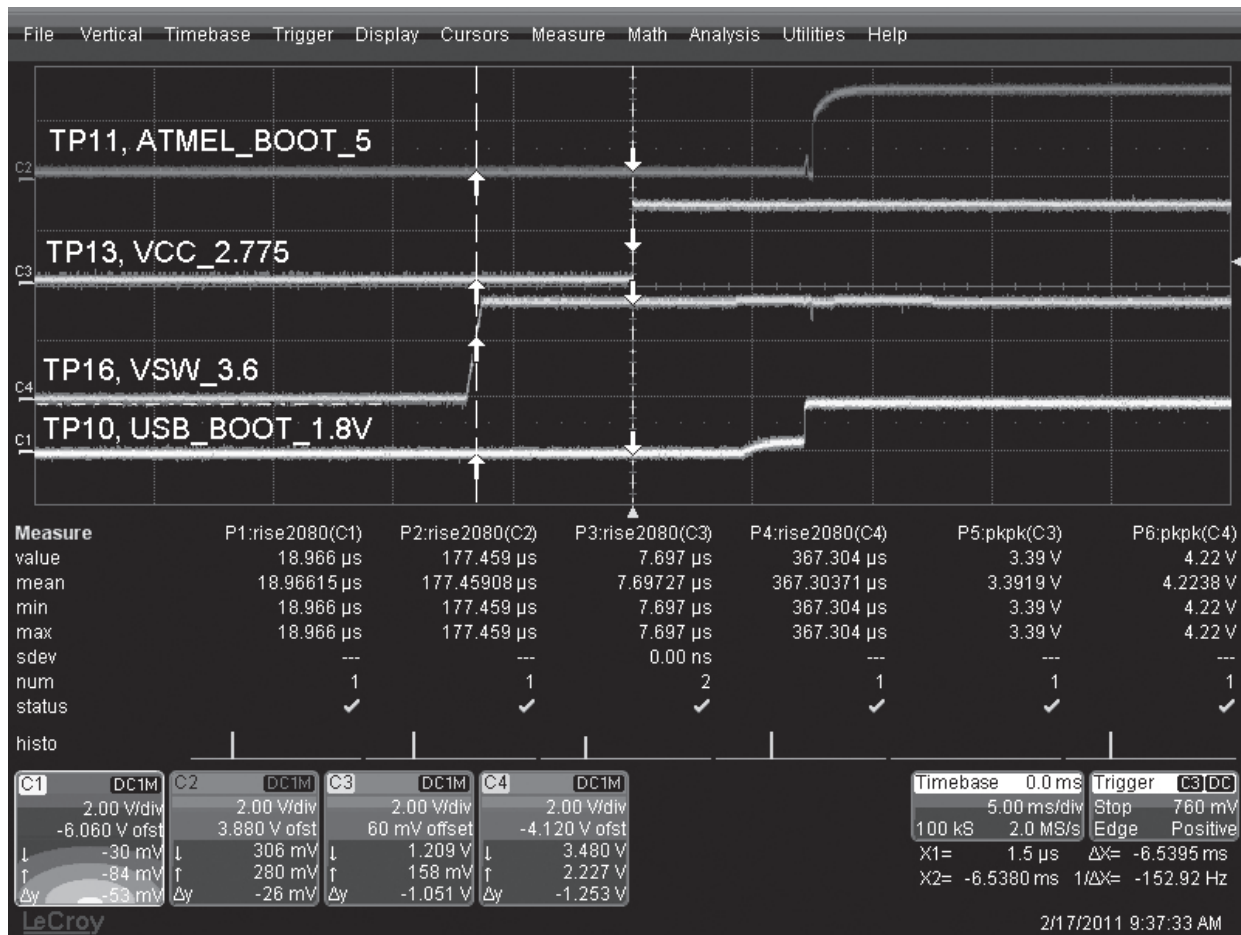 File Vertical Timebase Trigger Display Cursors Measure Math Analysis Utilities Help
TP11, ATMEL_BOOT_5
C2
TP13, VCC_2.775
C3
TP16, VSW_3.6
C4
TP10, USB_BOOT_1.8V
C1
Measure P1:rise2080(C1) P2:rise2080(C2) P3:rise2080(C3) P4:rise2080(C4) P5:pkpk(C3) P6:pkpk(C4)
value 18.966 µs 177.459 µs 7.697 µs 367.304 µs 3.39 V 4.22 V
mean 18.96615 µs 177.45908 µs 7.69727 µs 367.30371 µs 3.3919 V 4.2238 V
min 18.966 µs 177.459 µs 7.697 µs 367.304 µs 3.39 V 4.22 V
max 18.966 µs 177.459 µs 7.697 µs 367.304 µs 3.39 V 4.22 V
sdev --- --- 0.00 ns --- --- ---
num 1 1 2 1 1 1
status ✓ ✓ ✓ ✓ ✓ ✓
histo
C1 DC1M C2 DC1M C3 DC1M C4 DC1M Timebase 0.0 ms Trigger C3 DC
2.00 V/div 2.00 V/div 2.00 V/div 2.00 V/div 5.00 ms/div Stop 760 mV
-6.060 V ofst 3.880 V ofst 60 mV offset -4.120 V ofst 100 kS 2.0 MS/s Edge Positive
↓ -30 mV ↓ 306 mV ↓ 1.209 V ↓ 3.480 V X1= 1.5 µs ΔX= -6.5395 ms
↑ -84 mV ↑ 280 mV ↑ 158 mV ↑ 2.227 V X2= -6.5380 ms 1/ΔX= -152.92 Hz
Δy -53 mV Δy -26 mV Δy -1.051 V Δy -1.253 V
LeCroy 2/17/2011 9:37:33 AM